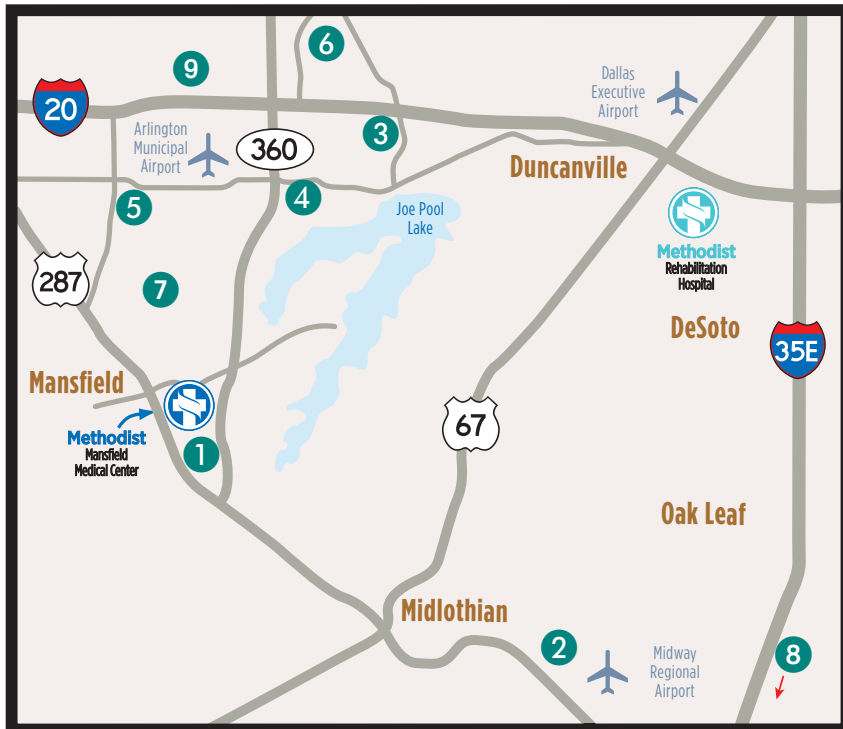 6
9
Dallas
Executive
Airport
20
Arlington
Municipal
Airport
3
360
Duncanville
5
4
Joe Pool
Lake
Methodist
Rehabilitation
Hospital
287
7
DeSoto
35E
Mansfield
67
Methodist
Mansfield
Medical Center
1
Oak Leaf
Midlothian
2
Midway
Regional
Airport
8